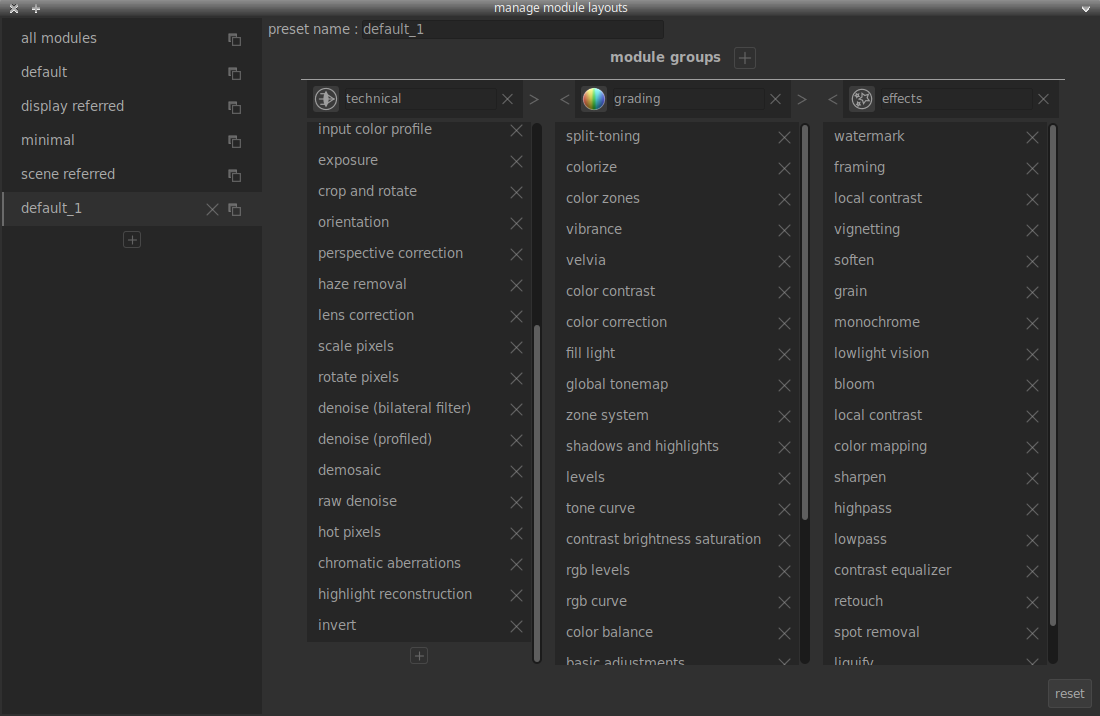 manage module layouts
all modules
default
display referred
minimal
scene referred
default_1
preset name : default_1
module groups
technical
input color profile
exposure
crop and rotate
orientation
perspective correction
haze removal
lens correction
scale pixels
rotate pixels
denoise (bilateral filter)
denoise (profiled)
demosaic
raw denoise
hot pixels
chromatic aberrations
highlight reconstruction
invert
grading
split-toning
colorize
color zones
vibrance
velvia
color contrast
color correction
fill light
global tonemap
zone system
shadows and highlights
levels
tone curve
contrast brightness saturation
rgb levels
rgb curve
color balance
basic adjustments
effects
watermark
framing
local contrast
vignetting
soften
grain
monochrome
lowlight vision
bloom
local contrast
color mapping
sharpen
highpass
lowpass
contrast equalizer
retouch
spot removal
liquify
reset